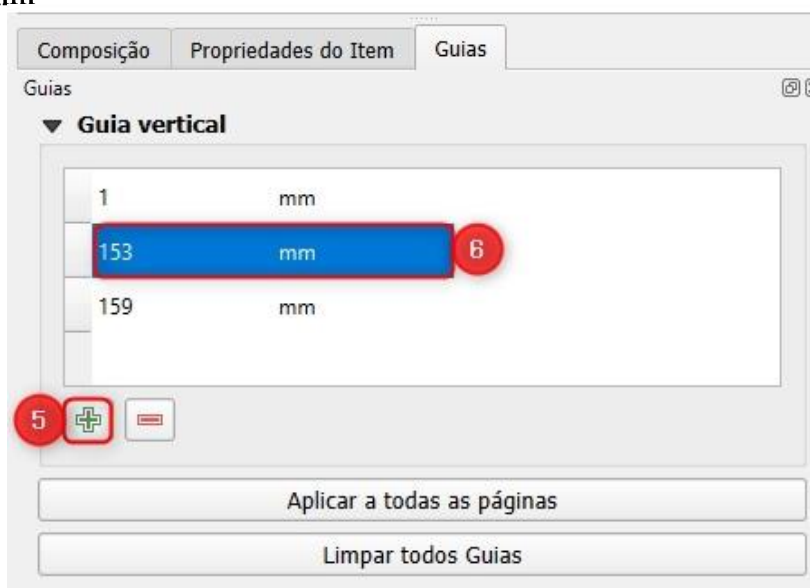 Composição Propriedades do Item Guias
Guias
Guia vertical
1 mm
153 mm 6
159 mm
5
Aplicar a todas as páginas
Limpar todos Guias